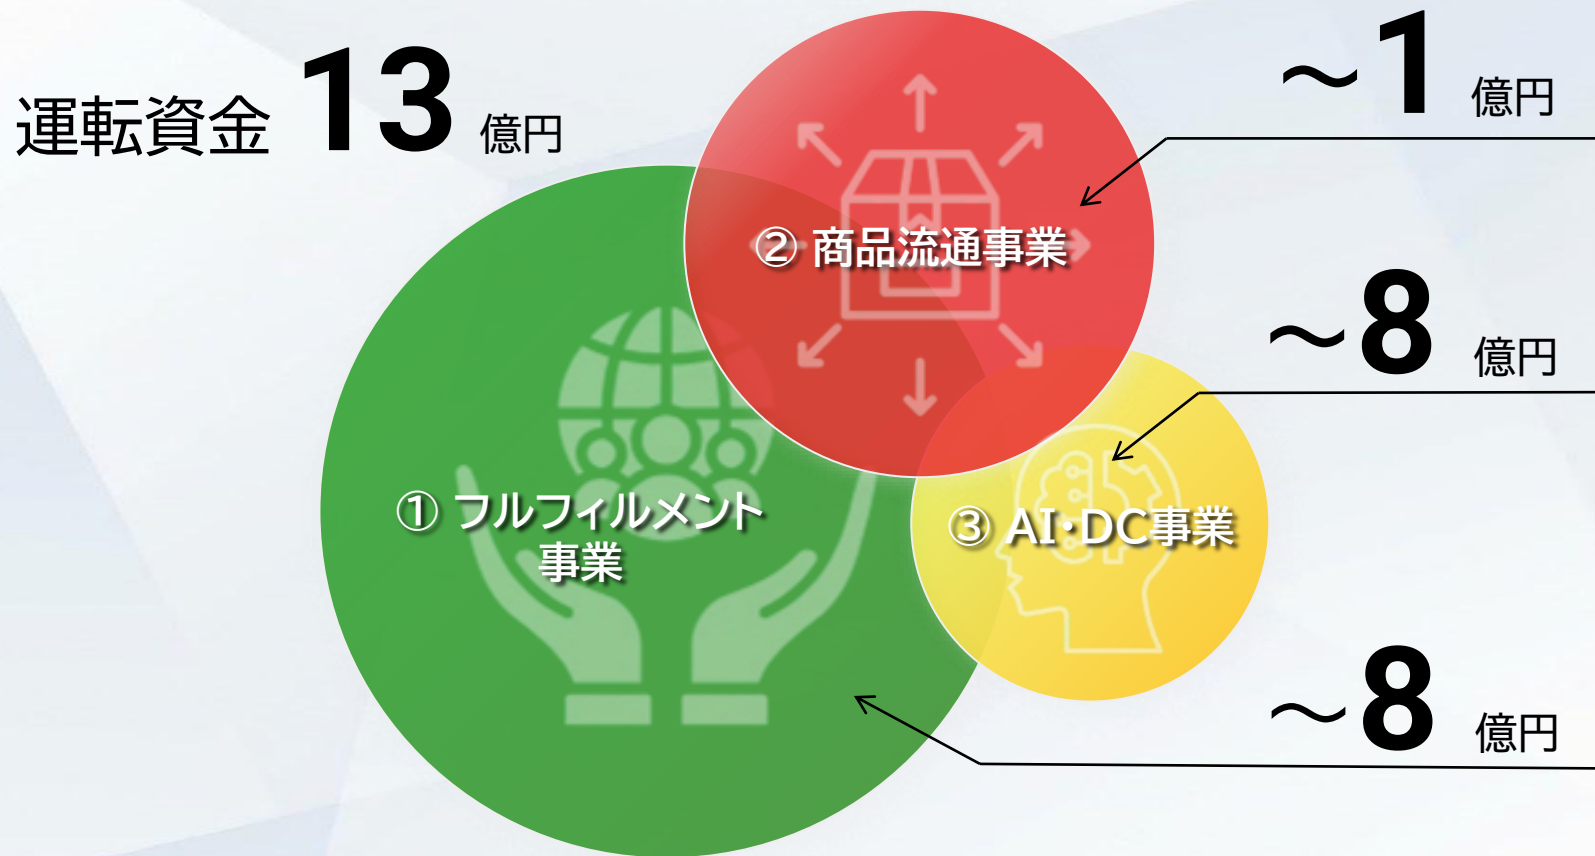 運転資金 13 億円
～1 億円
② 商品流通事業
～8 億円
① フルフィルメント
事業
③ AI・DC事業
～8 億円